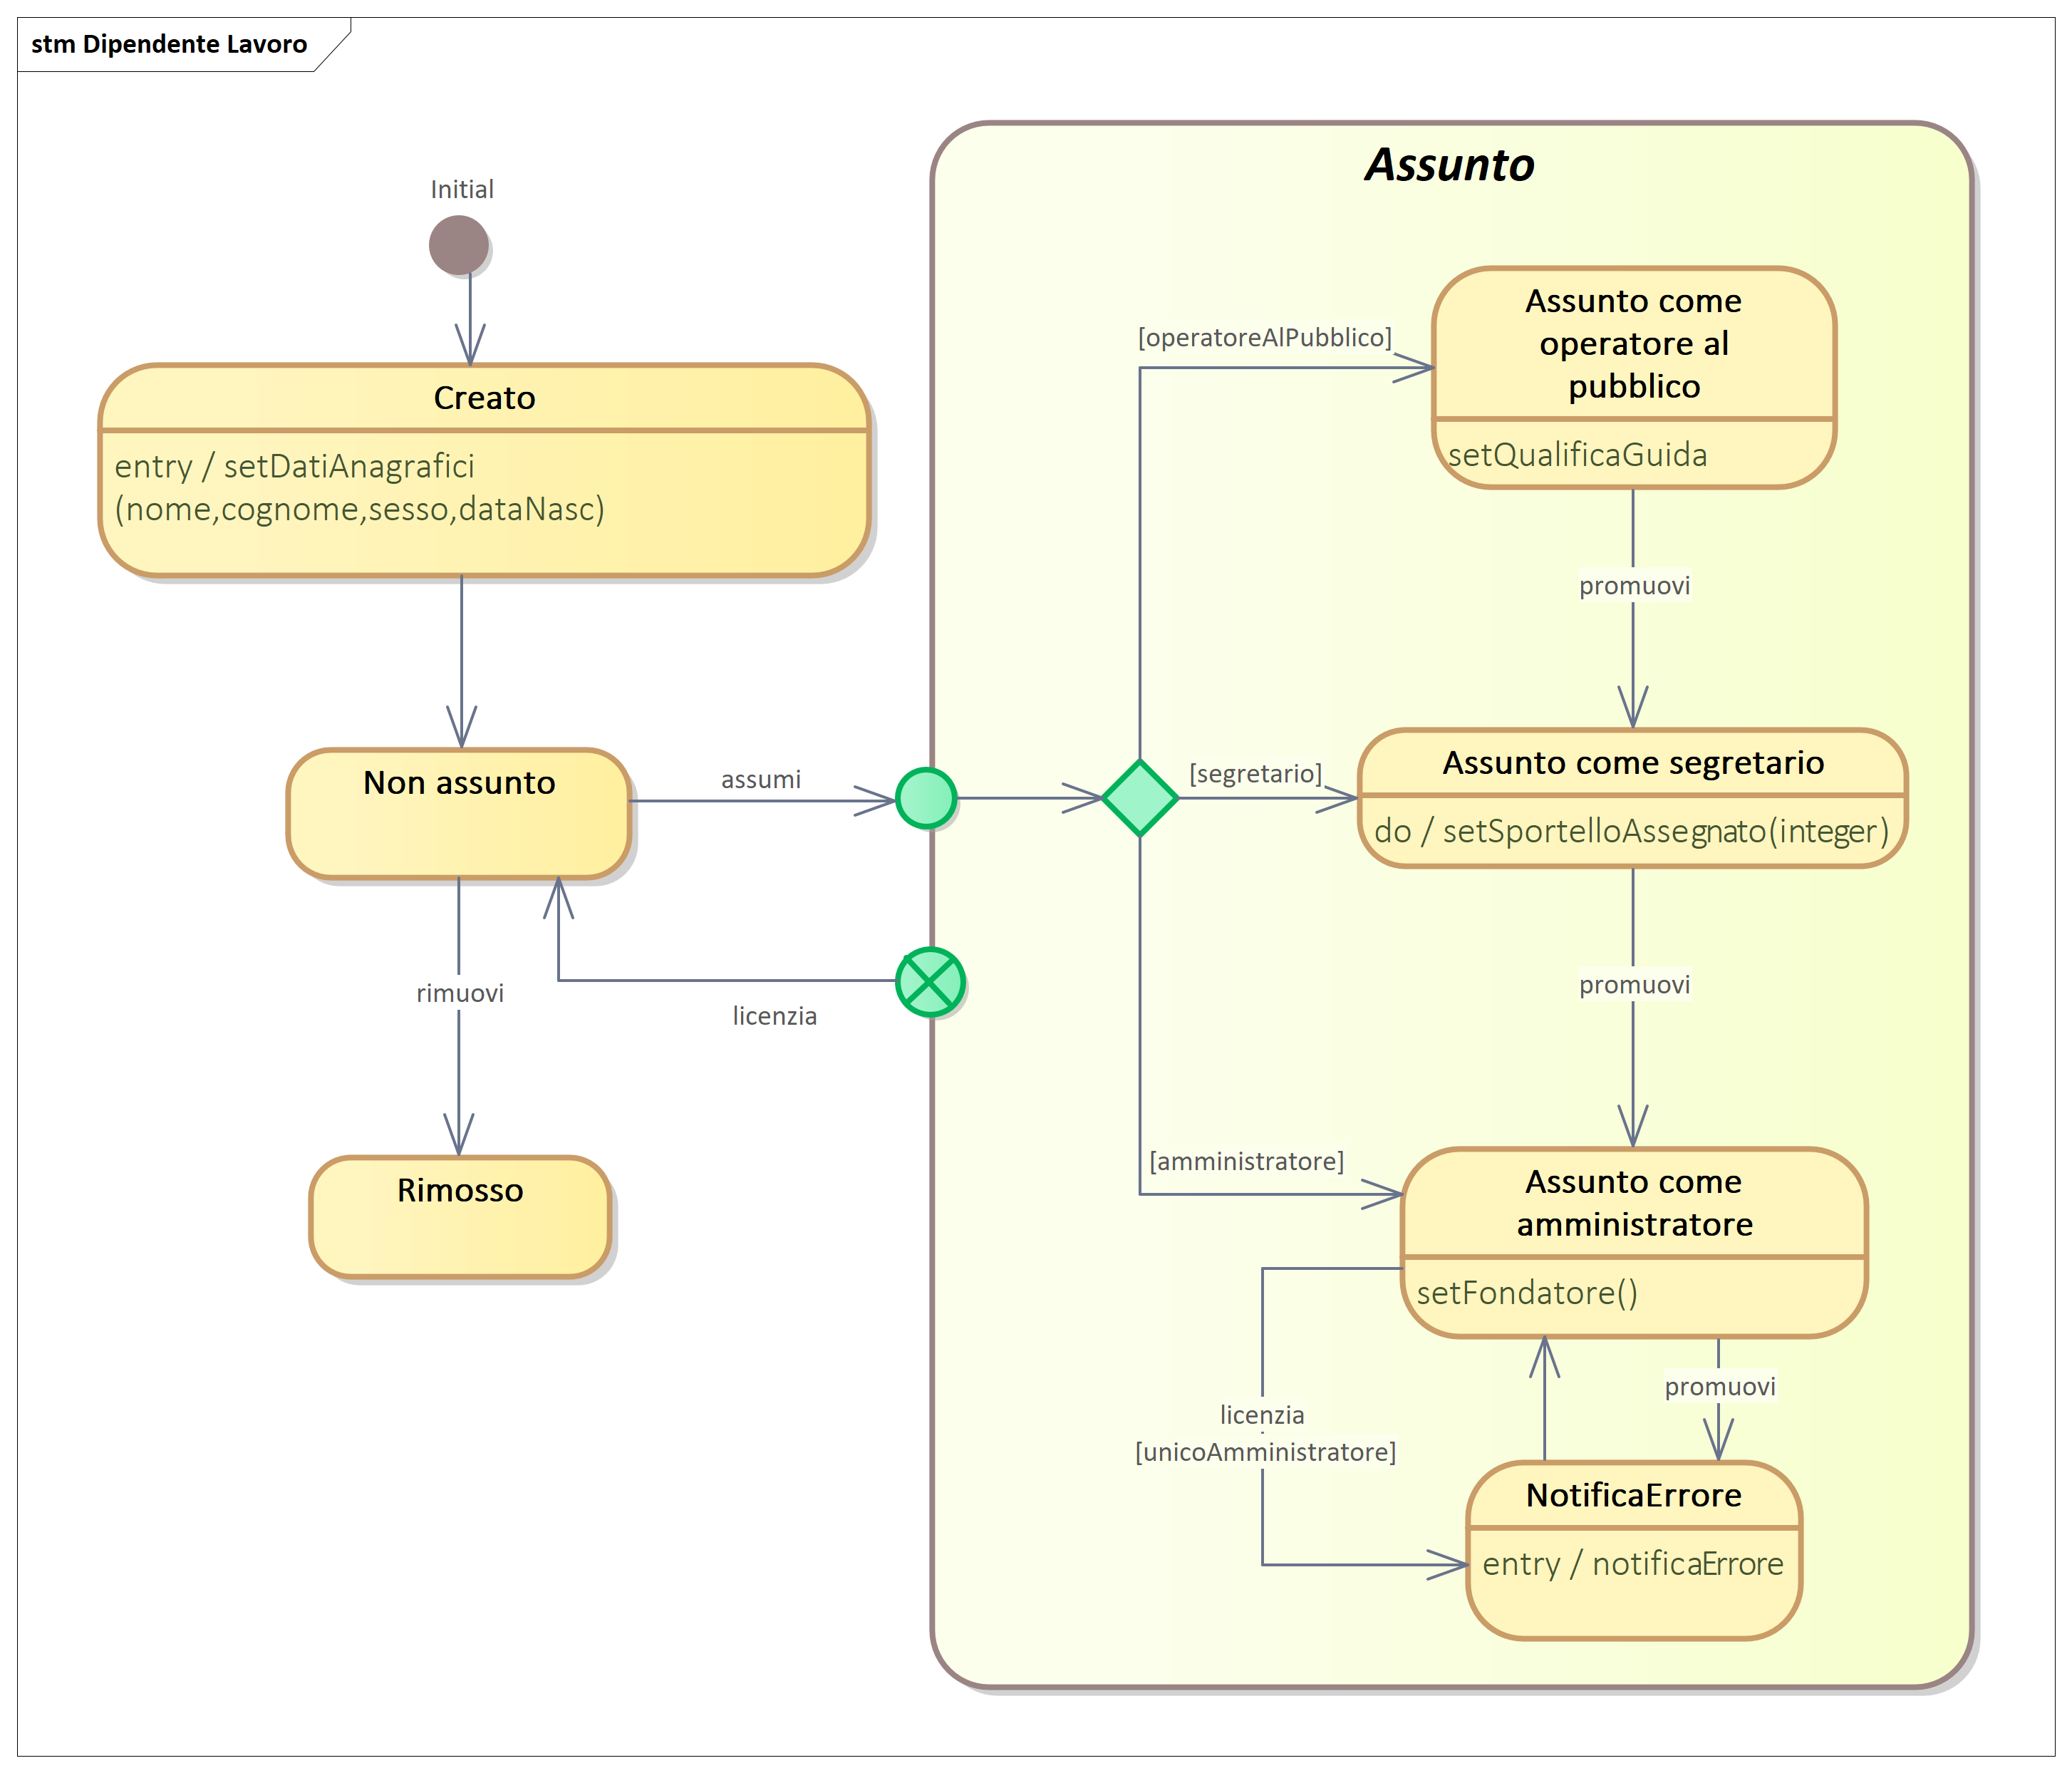 stm Dipendente Lavoro
Initial
Creato
entry / setDatiAnagrafici
(nome,cognome,sesso,dataNasc)
Non assunto
assumi
licenzia
rimuovi
Rimosso
Assunto
[operatoreAlPubblico]
Assunto come
operatore al
pubblico
setQualificaGuida
promuovi
[segretario]
Assunto come segretario
do / setSportelloAssegnato(integer)
promuovi
[amministratore]
Assunto come
amministratore
setFondatore()
promuovi
licenzia
[unicoAmministratore]
NotificaErrore
entry / notificaErrore